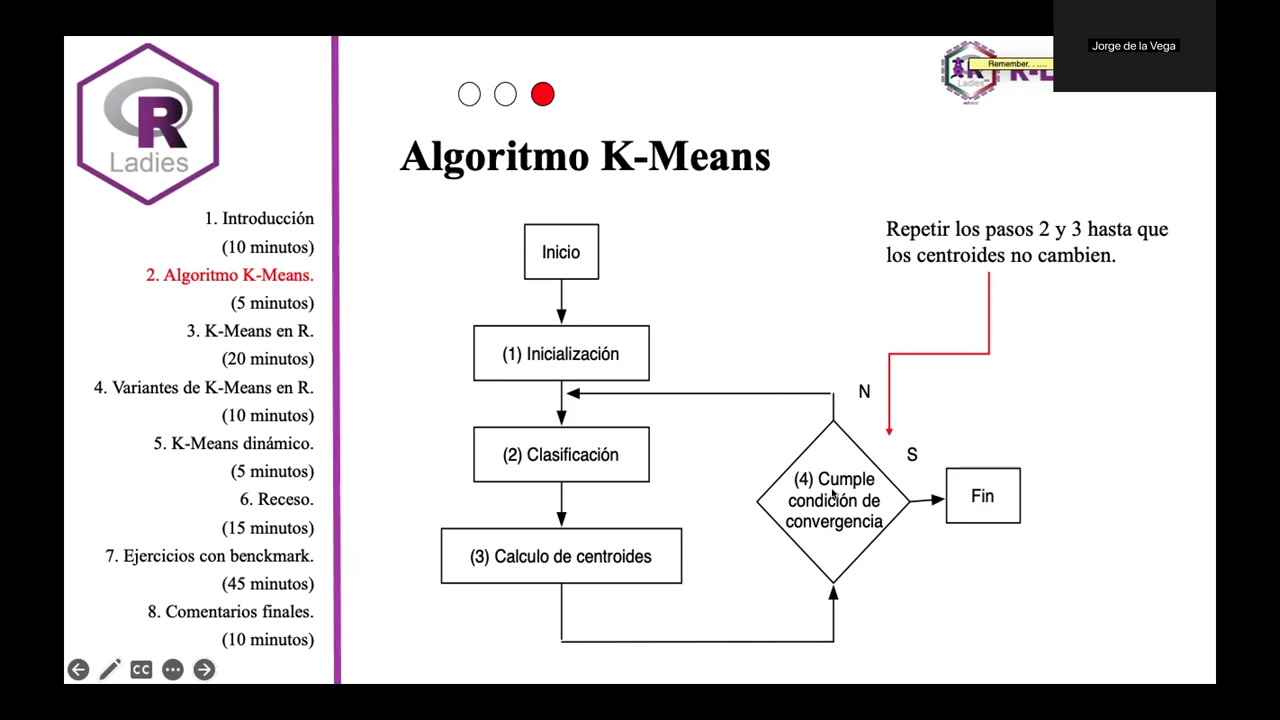 Jorge de la Vega
Remember. . ....
R
Ladies
R
Ladies
Algoritmo K-Means
1. Introducción
(10 minutos)
2. Algoritmo K-Means.
(5 minutos)
3. K-Means en R.
(20 minutos)
4. Variantes de K-Means en R.
(10 minutos)
5. K-Means dinámico.
(5 minutos)
6. Receso.
(15 minutos)
7. Ejercicios con benckmark.
(45 minutos)
8. Comentarios finales.
(10 minutos)
Repetir los pasos 2 y 3 hasta que
los centroides no cambien.
Inicio
(1) Inicialización
(2) Clasificación
(3) Calculo de centroides
N
S
(4) Cumple
condición de
convergencia
Fin
CC